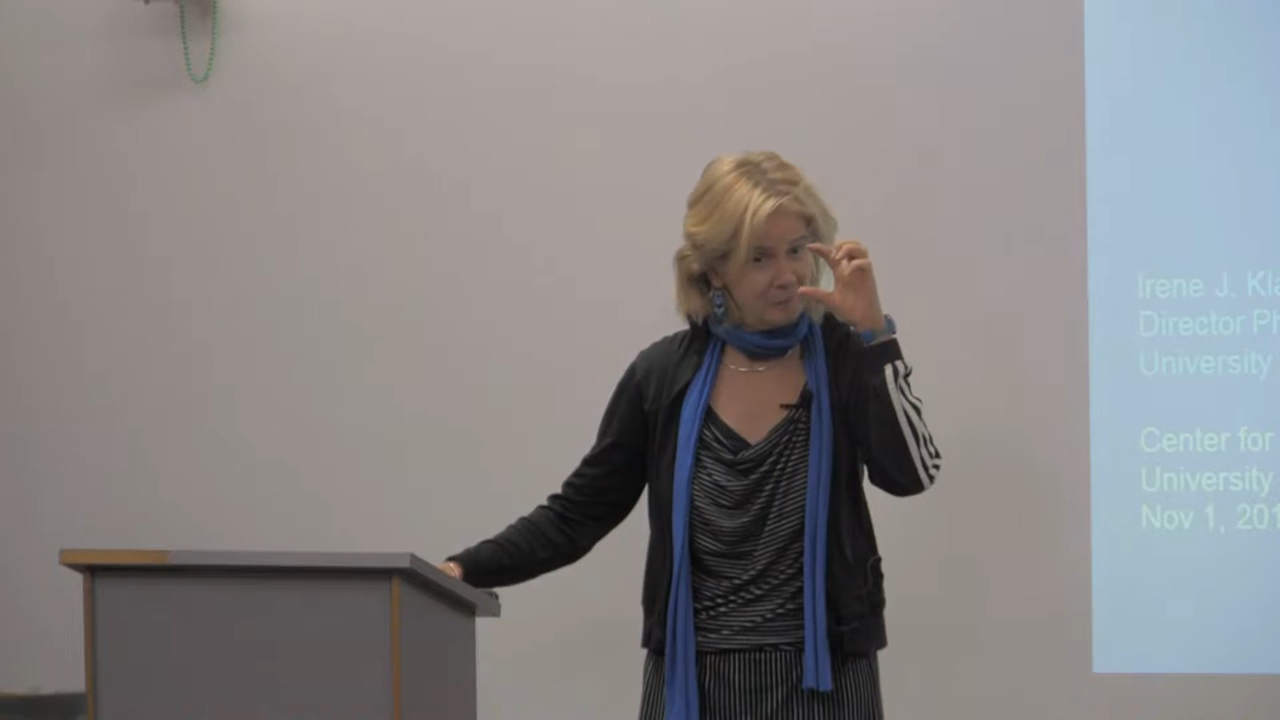 Irene J. Kla
Director Ph
University
Center for
University
Nov 1, 201